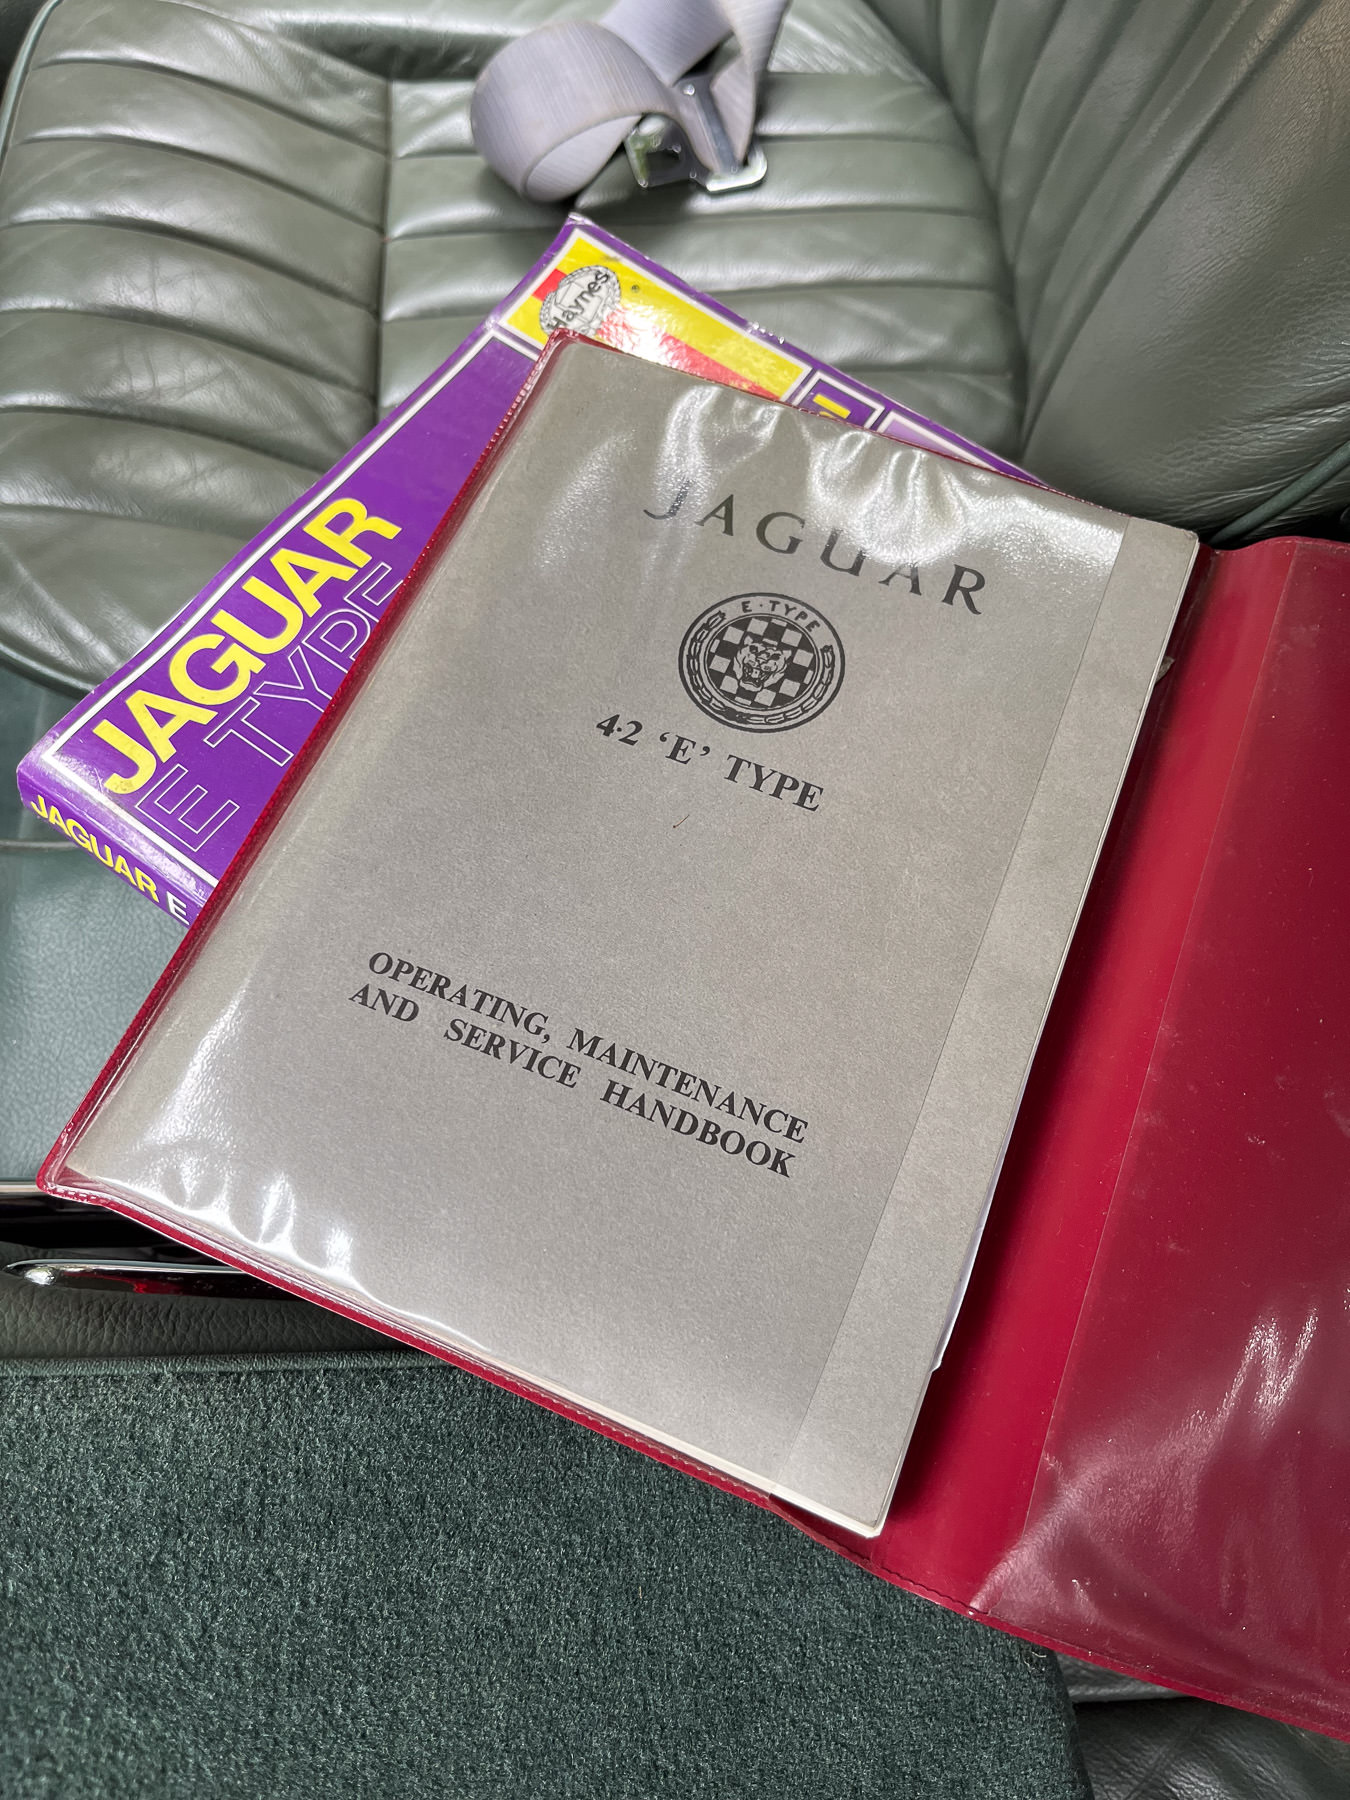 Haynes
®
JAGUAR
E TYPE
JAGUAR E
JAGUAR
E·TYPE
4·2 ‘E’ TYPE
OPERATING, MAINTENANCE
AND SERVICE HANDBOOK